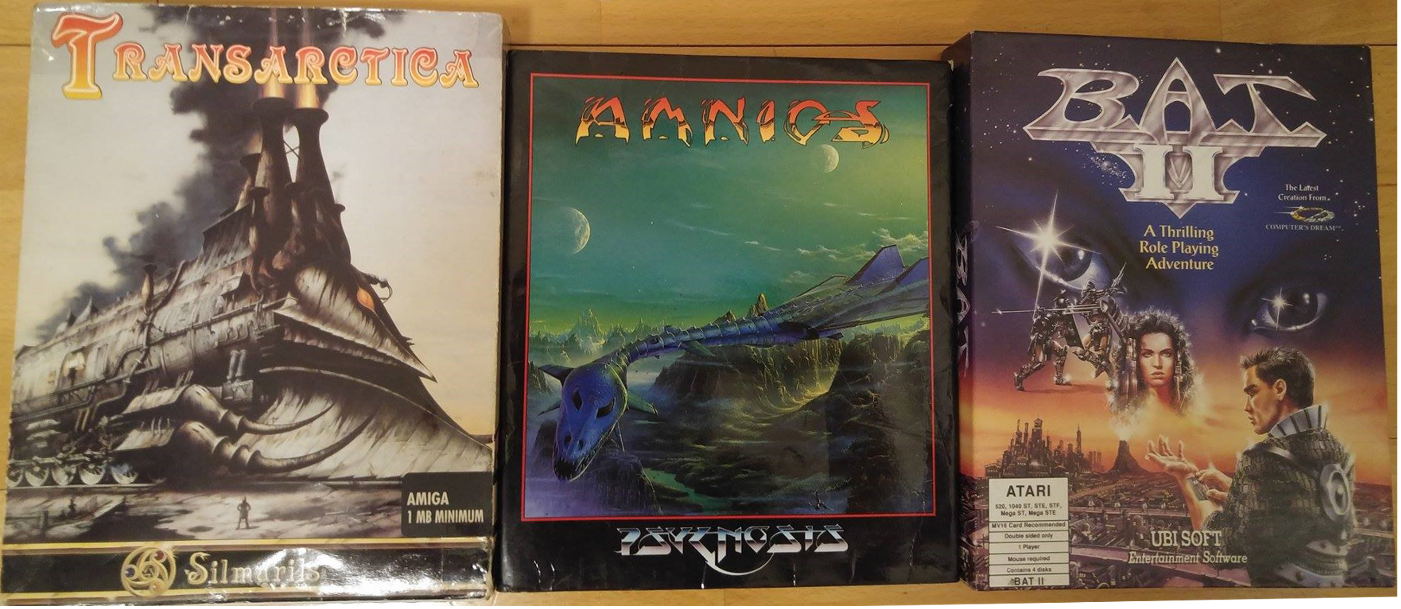 TRANSARCTICA
AMIGA
1 MB MINIMUM
Silmarils
AMNIOS
PSYGNOSIS
BAT
BAT
II
The Latest
Creation From
COMPUTER'S DREAM
A Thrilling
Role Playing
Adventure
ATARI
520, 1040 ST, STE, STF,
Mega ST, Mega STE
MV16 Card Recommended
Double sided only
1 Player
Mouse required
Contains 4 disks
BAT II
UBI SOFT
Entertainment Software